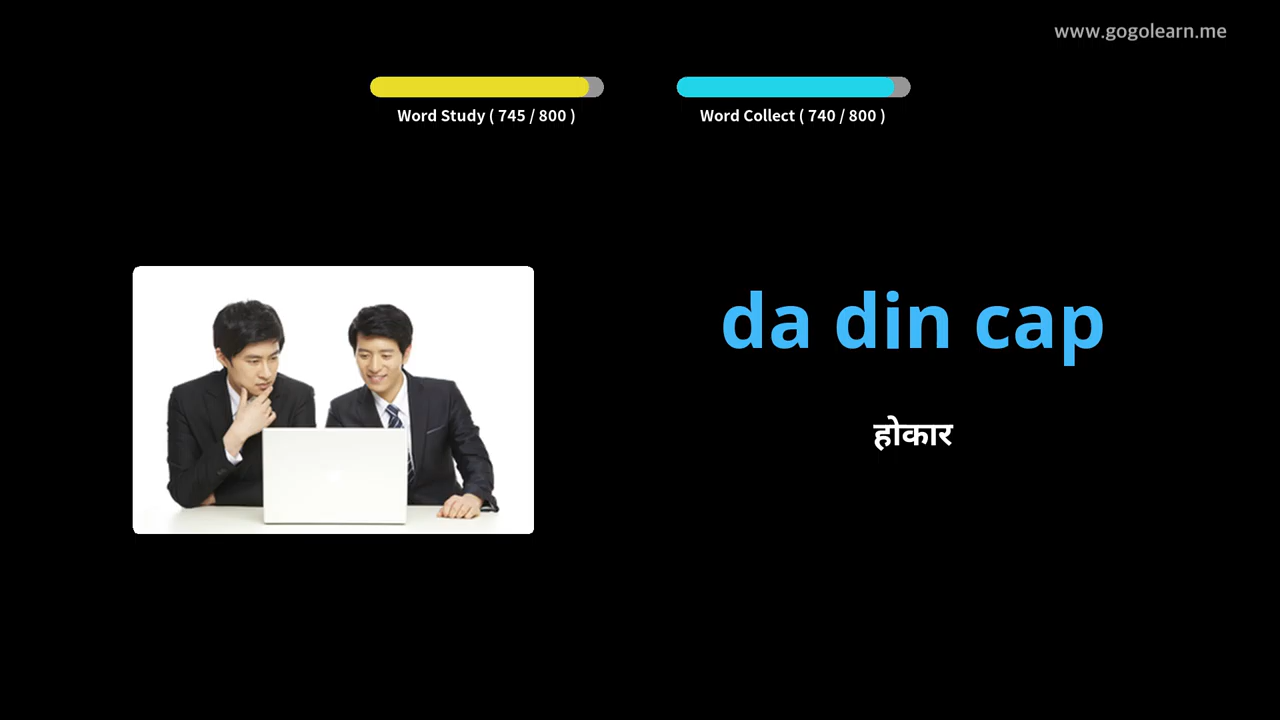 www.gogolearn.me
Word Study ( 745 / 800 )
Word Collect ( 740 / 800 )
da din cap
होकार